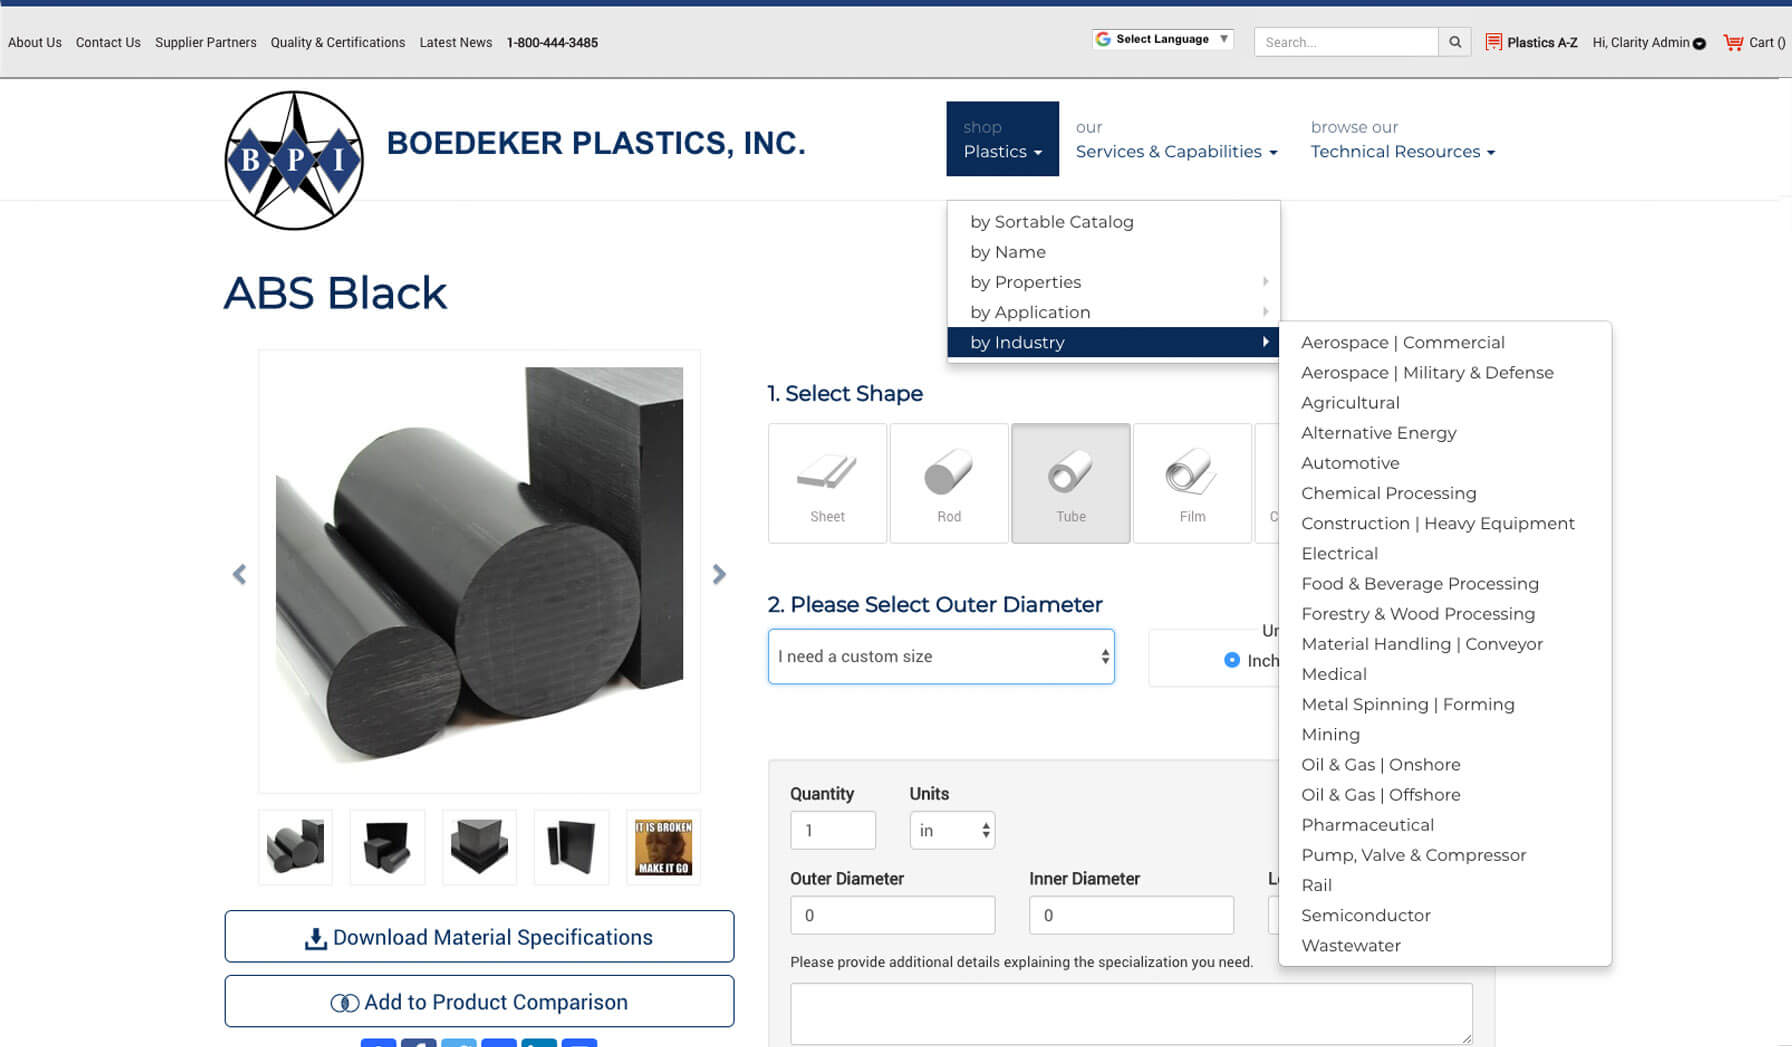 About Us Contact Us Supplier Partners Quality & Certifications Latest News 1-800-444-3485
Select Language ▼
Search...
Plastics A-Z
Hi, Clarity Admin
Cart ()
B P I
BOEDEKER PLASTICS, INC.
shop
Plastics
our
Services & Capabilities
browse our
Technical Resources
by Sortable Catalog
by Name
by Properties
by Application
by Industry
Aerospace | Commercial
Aerospace | Military & Defense
Agricultural
Alternative Energy
Automotive
Chemical Processing
Construction | Heavy Equipment
Electrical
Food & Beverage Processing
Forestry & Wood Processing
Material Handling | Conveyor
Medical
Metal Spinning | Forming
Mining
Oil & Gas | Onshore
Oil & Gas | Offshore
Pharmaceutical
Pump, Valve & Compressor
Rail
Semiconductor
Wastewater
ABS Black
IT IS BROKEN
MAKE IT GO
Download Material Specifications
Add to Product Comparison
1. Select Shape
Sheet
Rod
Tube
Film
2. Please Select Outer Diameter
I need a custom size
Quantity
Units
1
in
Outer Diameter
Inner Diameter
0
0
Please provide additional details explaining the specialization you need.